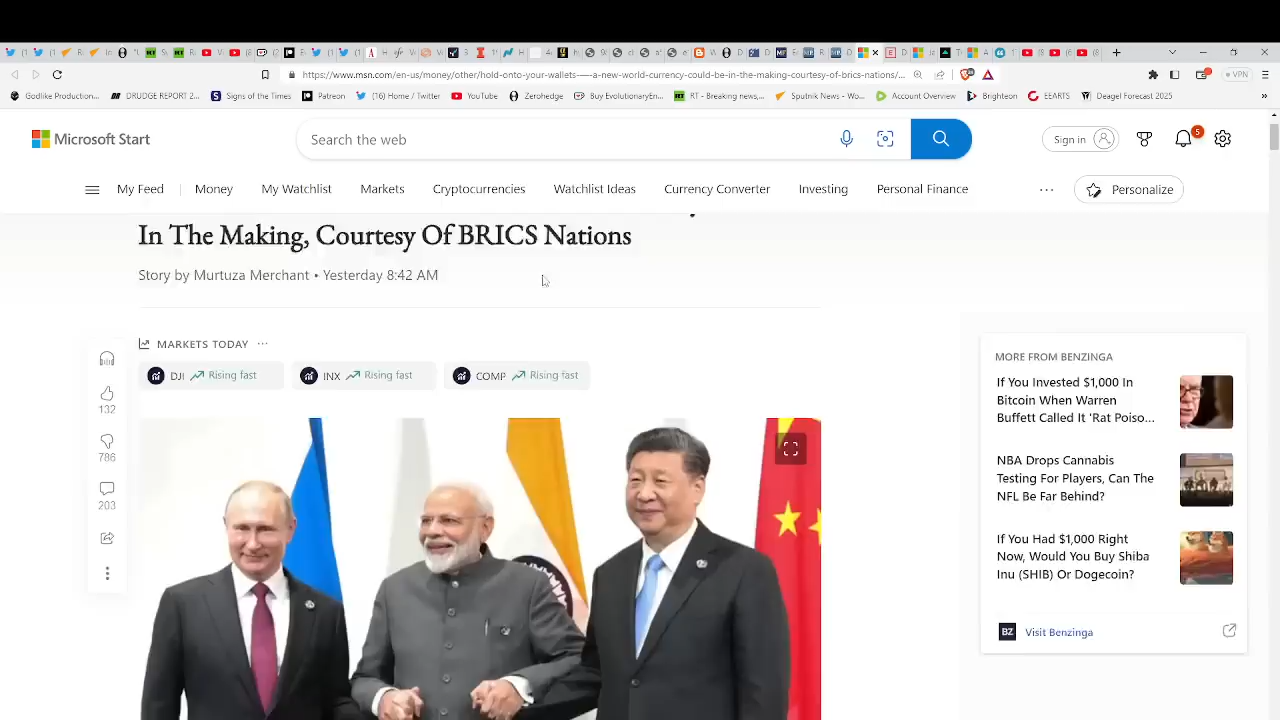 https://www.msn.com/en-us/money/other/hold-on-to-your-wallets-—-a-new-world-currency-could-be-in-the-making-courtesy-of-brics-nations/...
VPN
Godlike Production...
DRUDGE REPORT 2...
Signs of the Times
Patreon
(16) Home / Twitter
YouTube
Zerohedge
Buy EvolutionaryEn...
RT - Breaking news,...
Sputnik News - Wo...
Account Overview
Brighteon
EEARTS
Deagel Forecast2025
Microsoft Start
Search the web
Sign in
5
My Feed
Money
My Watchlist
Markets
Cryptocurrencies
Watchlist Ideas
Currency Converter
Investing
Personal Finance
Personalize
In The Making, Courtesy Of BRICS Nations
Story by Murtuza Merchant • Yesterday 8:42 AM
MARKETS TODAY
DJI Rising fast
INX Rising fast
COMP Rising fast
132
786
203
MORE FROM BENZINGA
If You Invested $1,000 In
Bitcoin When Warren
Buffett Called It 'Rat Poiso...
NBA Drops Cannabis
Testing For Players, Can The
NFL Be Far Behind?
If You Had $1,000 Right
Now, Would You Buy Shiba
Inu (SHIB) Or Dogecoin?
BZ
Visit Benzinga